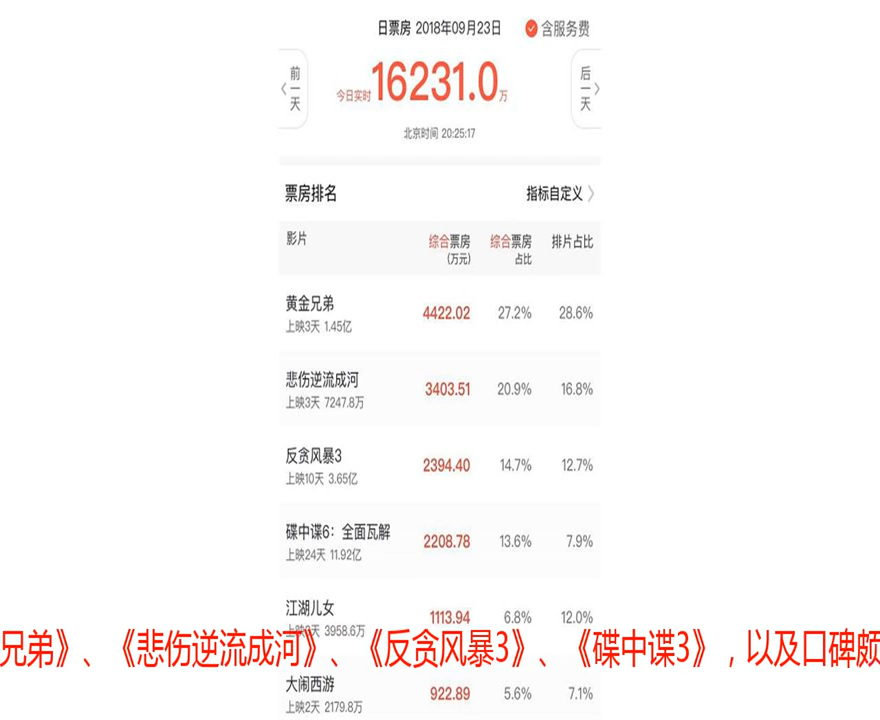 日票房 2018年09月23日 含服务费
前一天
今日实时16231.0万
后一天
北京时间 20:25:17
票房排名 指标自定义
影片 综合票房 综合票房 排片占比
(万元) 占比
黄金兄弟 4422.02 27.2% 28.6%
上映3天 1.45亿
悲伤逆流成河 3403.51 20.9% 16.8%
上映3天 7247.8万
反贪风暴3 2394.40 14.7% 12.7%
上映10天 3.65亿
碟中谍6：全面瓦解 2208.78 13.6% 7.9%
上映24天 11.92亿
江湖儿女 1113.94 6.8% 12.0%
3958.6万
兄弟》、《悲伤逆流成河》、《反贪风暴3》、《碟中谍3》，以及口碑颇
大闹西游 922.89 5.6% 7.1%
上映2天 2179.8万